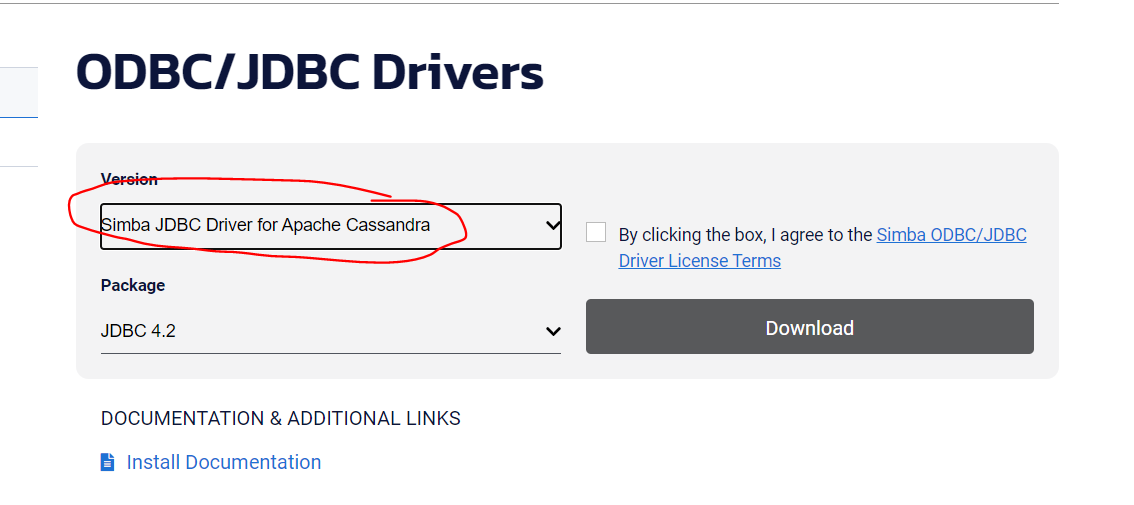 ODBC/JDBC Drivers
Version
Simba JDBC Driver for Apache Cassandra
Package
JDBC 4.2
By clicking the box, I agree to the Simba ODBC/JDBC
Driver License Terms
Download
DOCUMENTATION & ADDITIONAL LINKS
Install Documentation